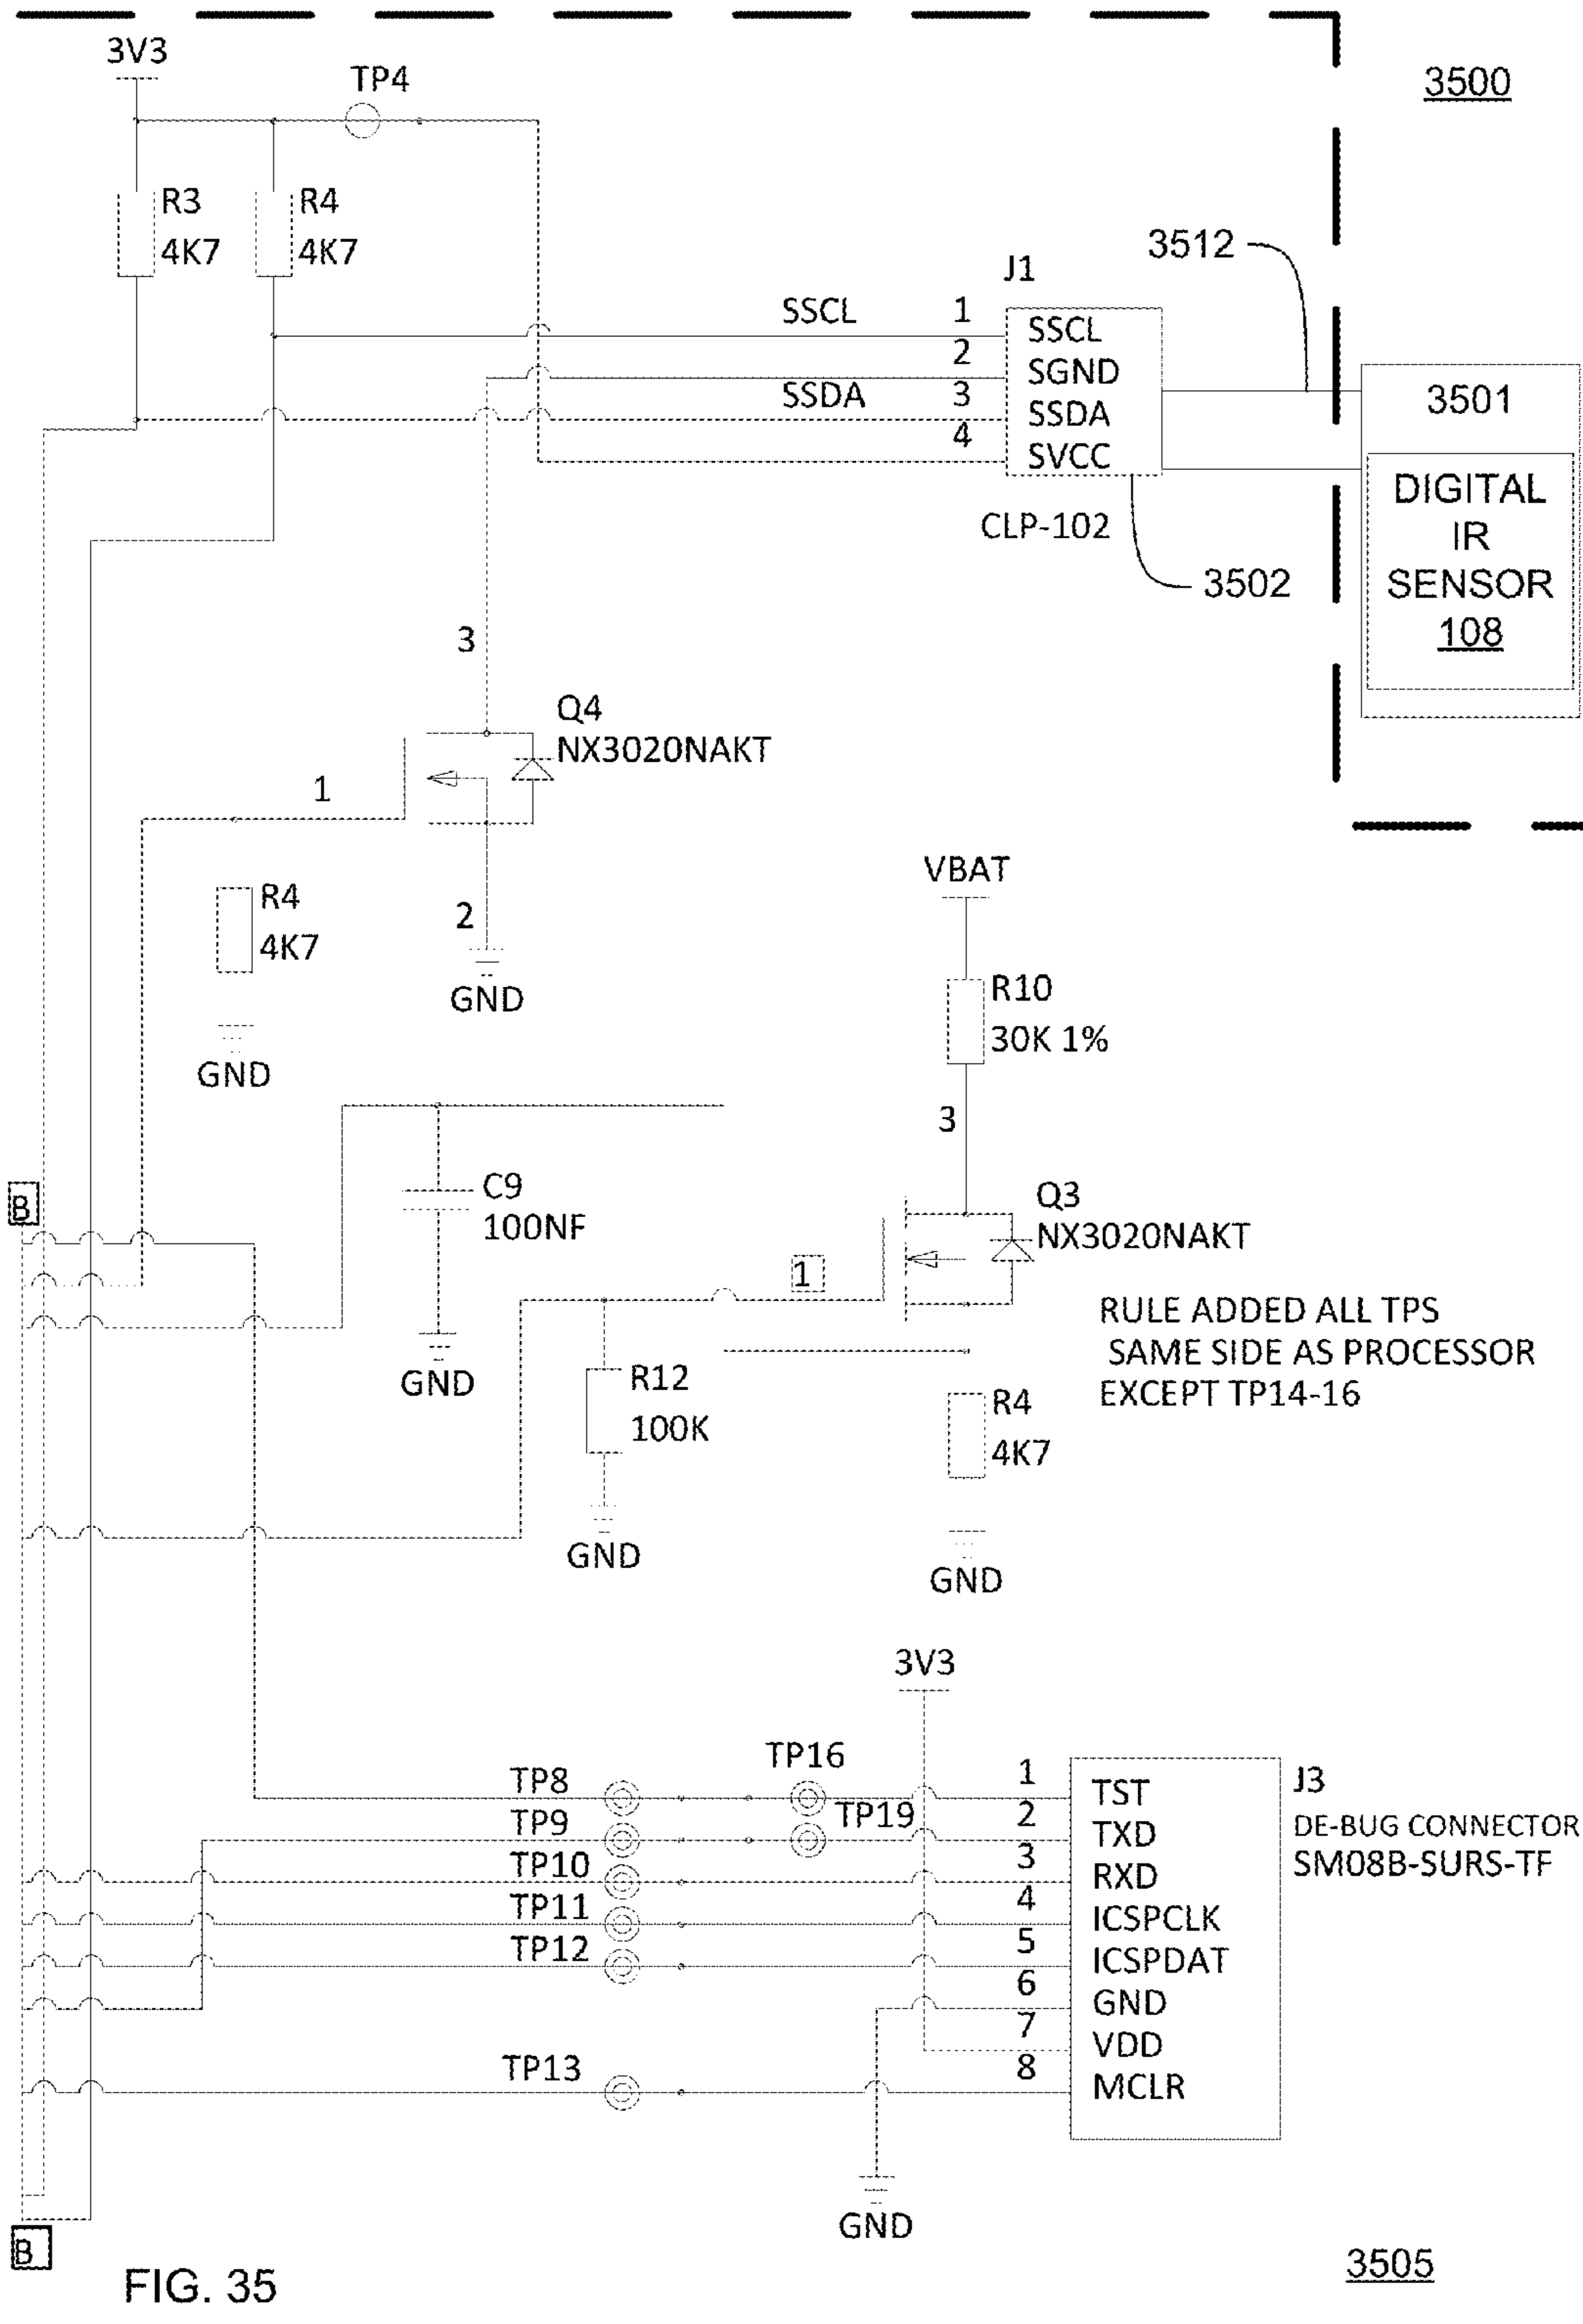 3V3
TP4
3500
R3
4K7
R4
4K7
3512
J1
SSCL
1
SSCL
2
SGND
SSDA
3
SSDA
4
SVCC
3501
DIGITAL
IR
SENSOR
108
CLP-102
3502
3
Q4
NX3020NAKT
1
VBAT
R4
4K7
2
GND
R10
30K 1%
GND
3
B
C9
100NF
Q3
NX3020NAKT
1
RULE ADDED ALL TPS
SAME SIDE AS PROCESSOR
EXCEPT TP14-16
GND
R12
100K
R4
4K7
GND
GND
3V3
TP16
TP8
1
TST
J3
TP9
TP19
2
TXD
DE-BUG CONNECTOR
TP10
3
RXD
SM08B-SURS-TF
TP11
4
ICSPCLK
TP12
5
ICSPDAT
6
GND
7
VDD
TP13
8
MCLR
GND
B
FIG. 35
3505